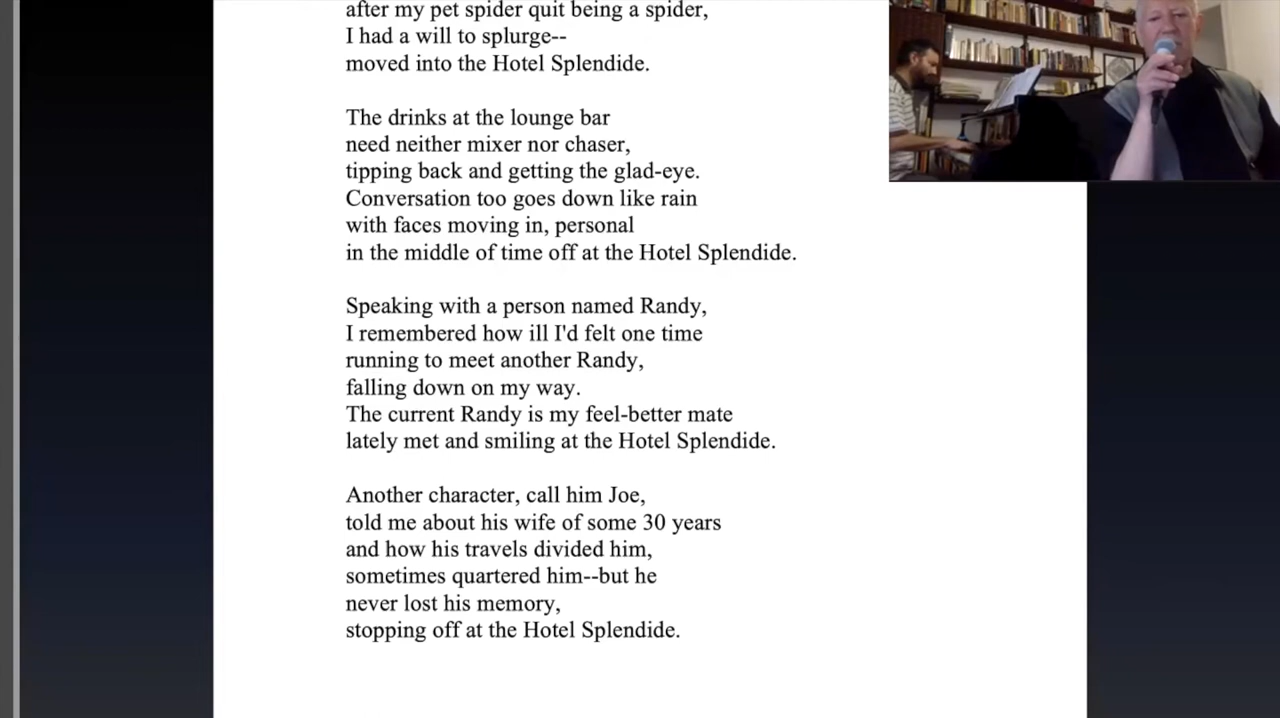 after my pet spider quit being a spider,
I had a will to splurge--
moved into the Hotel Splendide.
The drinks at the lounge bar
need neither mixer nor chaser,
tipping back and getting the glad-eye.
Conversation too goes down like rain
with faces moving in, personal
in the middle of time off at the Hotel Splendide.
Speaking with a person named Randy,
I remembered how ill I'd felt one time
running to meet another Randy,
falling down on my way.
The current Randy is my feel-better mate
lately met and smiling at the Hotel Splendide.
Another character, call him Joe,
told me about his wife of some 30 years
and how his travels divided him,
sometimes quartered him--but he
never lost his memory,
stopping off at the Hotel Splendide.